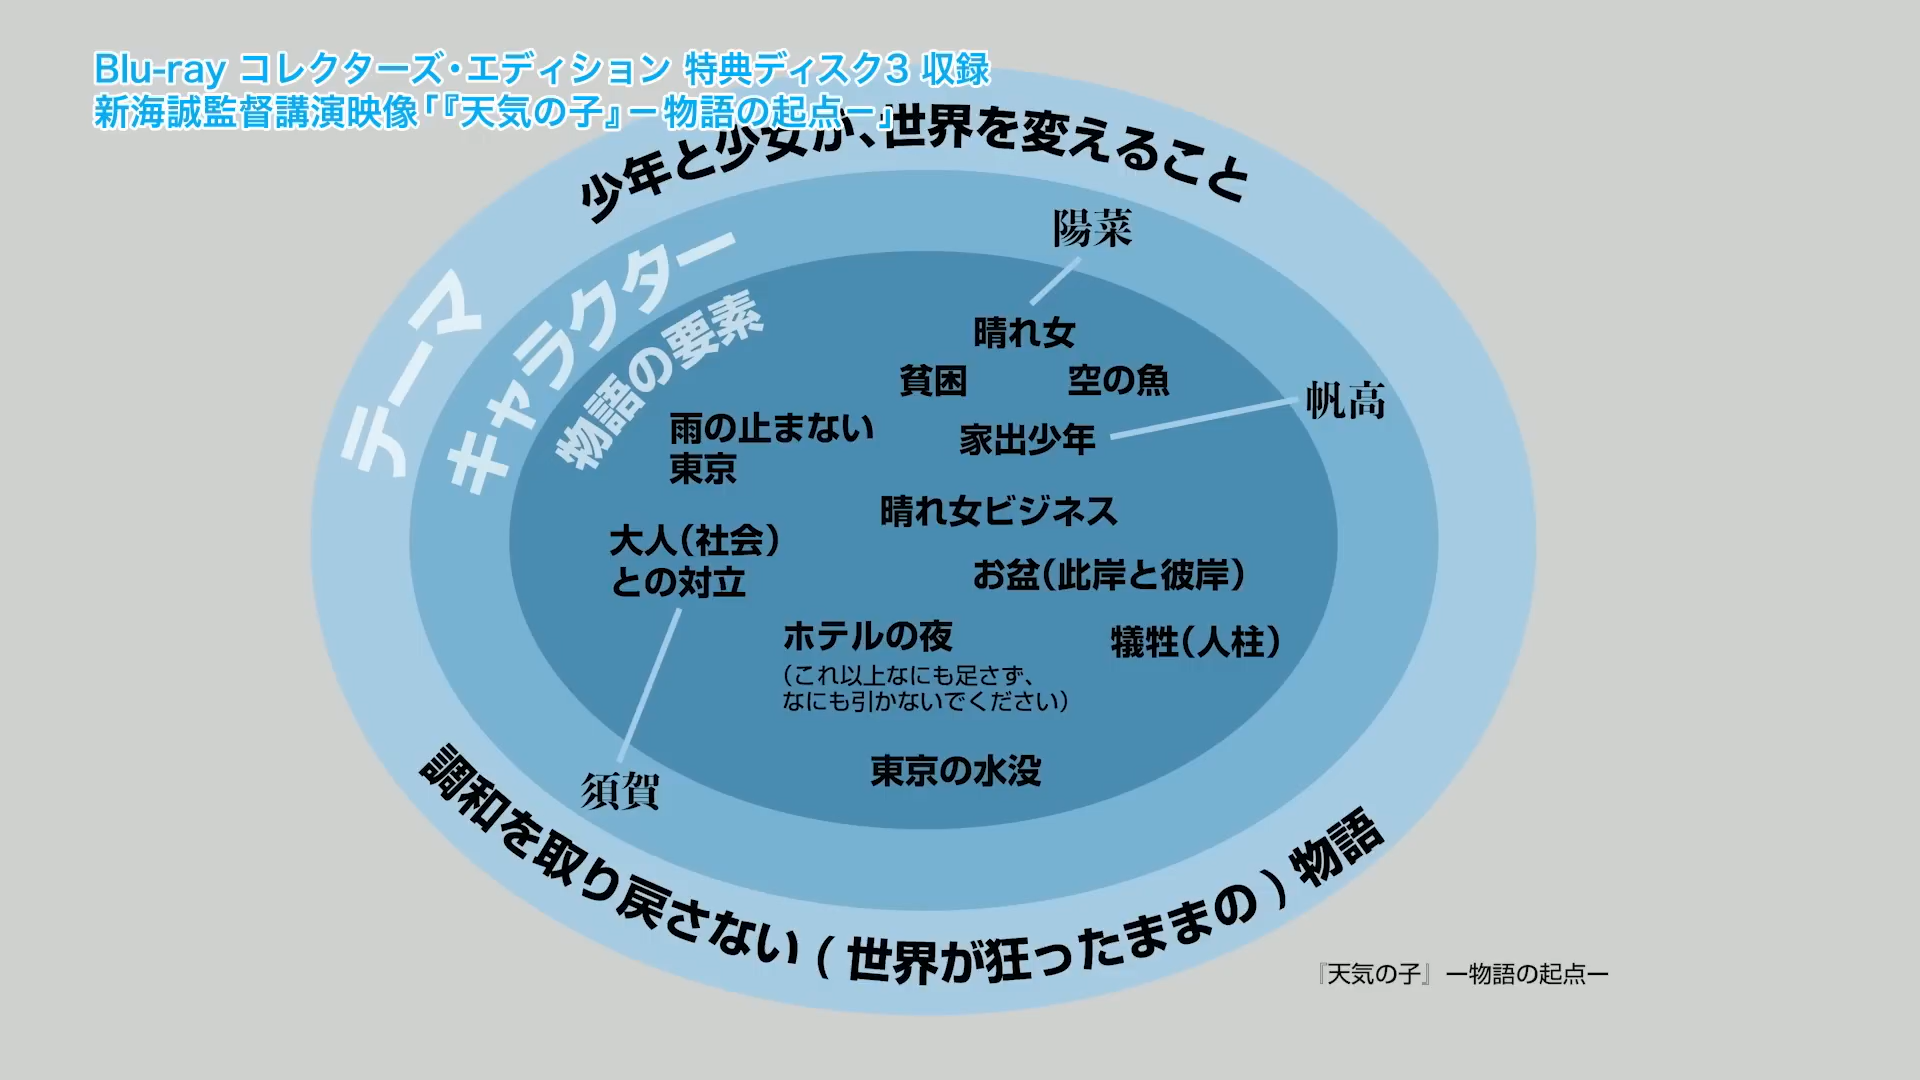 Blu-ray コレクターズ・エディション 特典ディスク3 収録
新海誠監督講演映像「『天気の子』－物語の起点－」
少年と少女が、世界を変えること
テーマ
キャラクター
物語の要素
陽菜
晴れ女
貧困
空の魚
帆高
家出少年
雨の止まない
東京
晴れ女ビジネス
大人（社会）
との対立
お盆（此岸と彼岸）
ホテルの夜
（これ以上なにも足さず、
なにも引かないでください）
犠牲（人柱）
東京の水没
須賀
調和を取り戻さない（世界が狂ったままの）物語
『天気の子』ー物語の起点ー